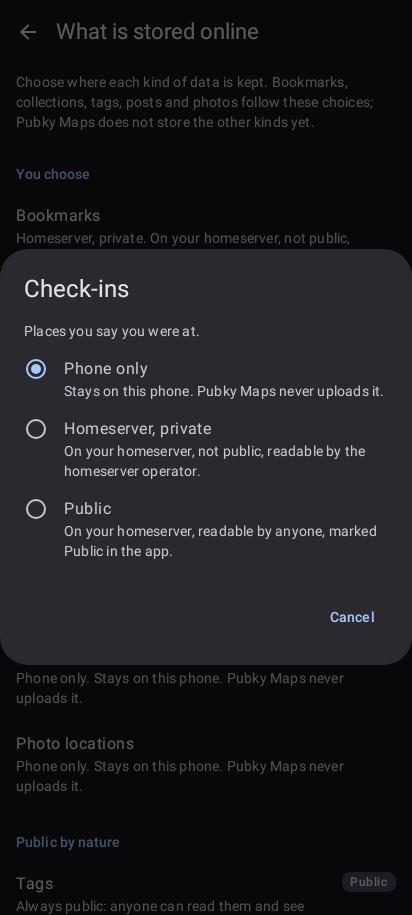 What is stored online
Choose where each kind of data is kept. Bookmarks,
collections, tags, posts and photos follow these choices;
Pubky Maps does not store the other kinds yet.
You choose
Bookmarks
Homeserver, private. On your homeserver, not public,
Check-ins
Places you say you were at.
Phone only
Stays on this phone. Pubky Maps never uploads it.
Homeserver, private
On your homeserver, not public, readable by the
homeserver operator.
Public
On your homeserver, readable by anyone, marked
Public in the app.
Cancel
Phone only. Stays on this phone. Pubky Maps never
uploads it.
Photo locations
Phone only. Stays on this phone. Pubky Maps never
uploads it.
Public by nature
Tags
Public
Always public: anyone can read them and see